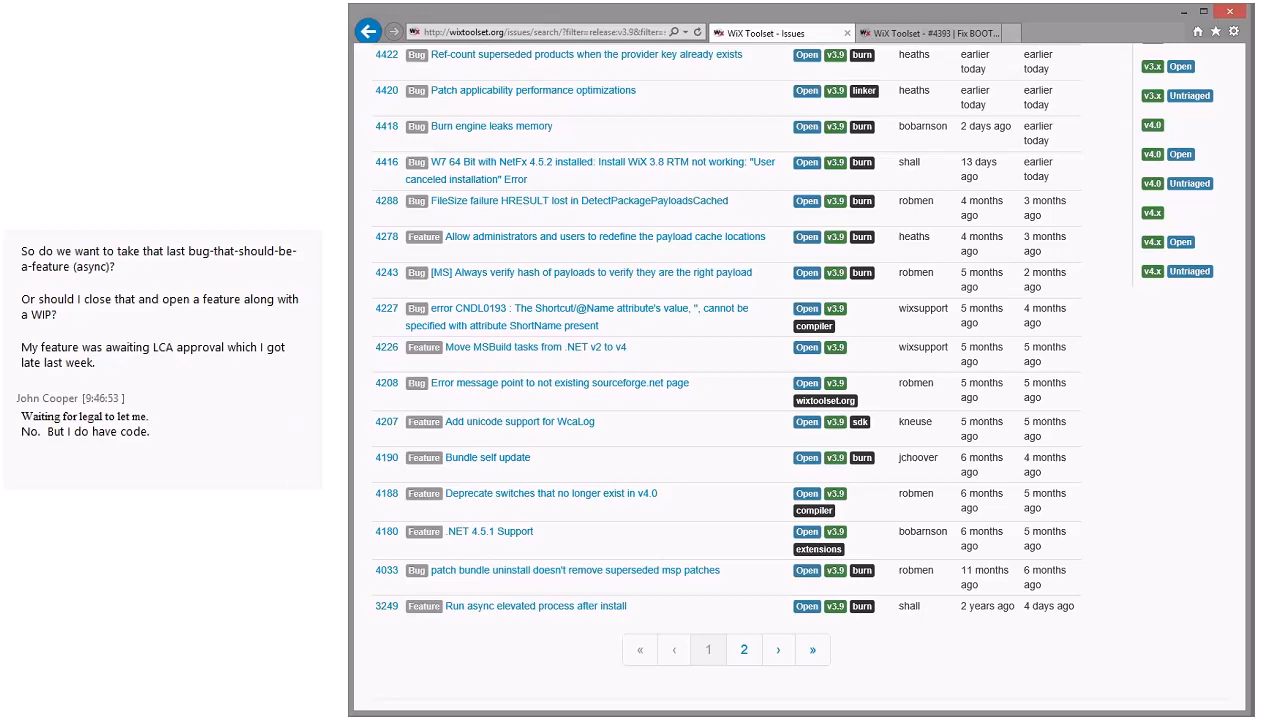 So do we want to take that last bug-that-should-be-
a-feature (async)?
Or should I close that and open a feature along with
a WIP?
My feature was awaiting LCA approval which I got
late last week.
John Cooper [9:46:53 ]
Waiting for legal to let me.
No.  But I do have code.
http://wixtoolset.org/issues/search/?filter=release:v3.9&filter=s
WiX Toolset - Issues
WiX Toolset - #4393 | Fix BOOT...
4422 Bug Ref-count superseded products when the provider key already exists Open v3.9 burn heaths earlier earlier
today today
4420 Bug Patch applicability performance optimizations Open v3.9 linker heaths earlier earlier
today today
4418 Bug Burn engine leaks memory Open v3.9 burn bobarnson 2 days ago earlier
today
4416 Bug W7 64 Bit with NetFx 4.5.2 installed: Install WiX 3.8 RTM not working: "User Open v3.9 burn shall 13 days earlier
canceled installation" Error ago today
4288 Bug FileSize failure HRESULT lost in DetectPackagePayloadsCached Open v3.9 burn robmen 4 months 3 months
ago ago
4278 Feature Allow administrators and users to redefine the payload cache locations Open v3.9 burn heaths 4 months 3 months
ago ago
4243 Bug [MS] Always verify hash of payloads to verify they are the right payload Open v3.9 burn robmen 5 months 2 months
ago ago
4227 Bug error CNDL0193 : The Shortcut/@Name attribute's value, '', cannot be Open v3.9 wixsupport 5 months 4 months
specified with attribute ShortName present compiler ago ago
4226 Feature Move MSBuild tasks from .NET v2 to v4 Open v3.9 wixsupport 5 months 5 months
ago ago
4208 Bug Error message point to not existing sourceforge.net page Open v3.9 robmen 5 months 5 months
wixtoolset.org ago ago
4207 Feature Add unicode support for WcaLog Open v3.9 sdk kneuse 5 months 5 months
ago ago
4190 Feature Bundle self update Open v3.9 burn jchoover 6 months 4 months
ago ago
4188 Feature Deprecate switches that no longer exist in v4.0 Open v3.9 robmen 6 months 5 months
compiler ago ago
4180 Feature .NET 4.5.1 Support Open v3.9 bobarnson 6 months 5 months
extensions ago ago
4033 Bug patch bundle uninstall doesn't remove superseded msp patches Open v3.9 burn robmen 11 months 6 months
ago ago
3249 Feature Run async elevated process after install Open v3.9 burn shall 2 years ago 4 days ago
« ‹ 1 2 › »
v3.x Open
v3.x Untriaged
v4.0
v4.0 Open
v4.0 Untriaged
v4.x
v4.x Open
v4.x Untriaged